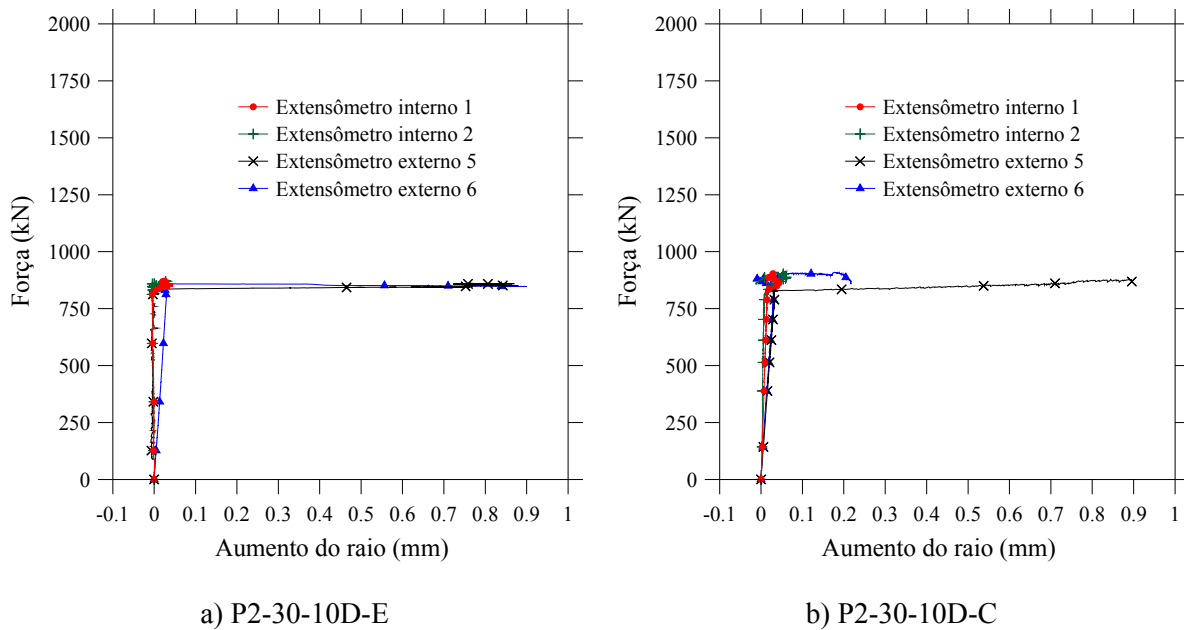 2000
1750
1500
1250
1000
750
500
250
0
Força (kN)
Extensômetro interno 1
Extensômetro interno 2
Extensômetro externo 5
Extensômetro externo 6
-0.1 0 0.1 0.2 0.3 0.4 0.5 0.6 0.7 0.8 0.9 1
Aumento do raio (mm)
a) P2-30-10D-E
2000
1750
1500
1250
1000
750
500
250
0
Força (kN)
Extensômetro interno 1
Extensômetro interno 2
Extensômetro externo 5
Extensômetro externo 6
-0.1 0 0.1 0.2 0.3 0.4 0.5 0.6 0.7 0.8 0.9 1
Aumento do raio (mm)
b) P2-30-10D-C